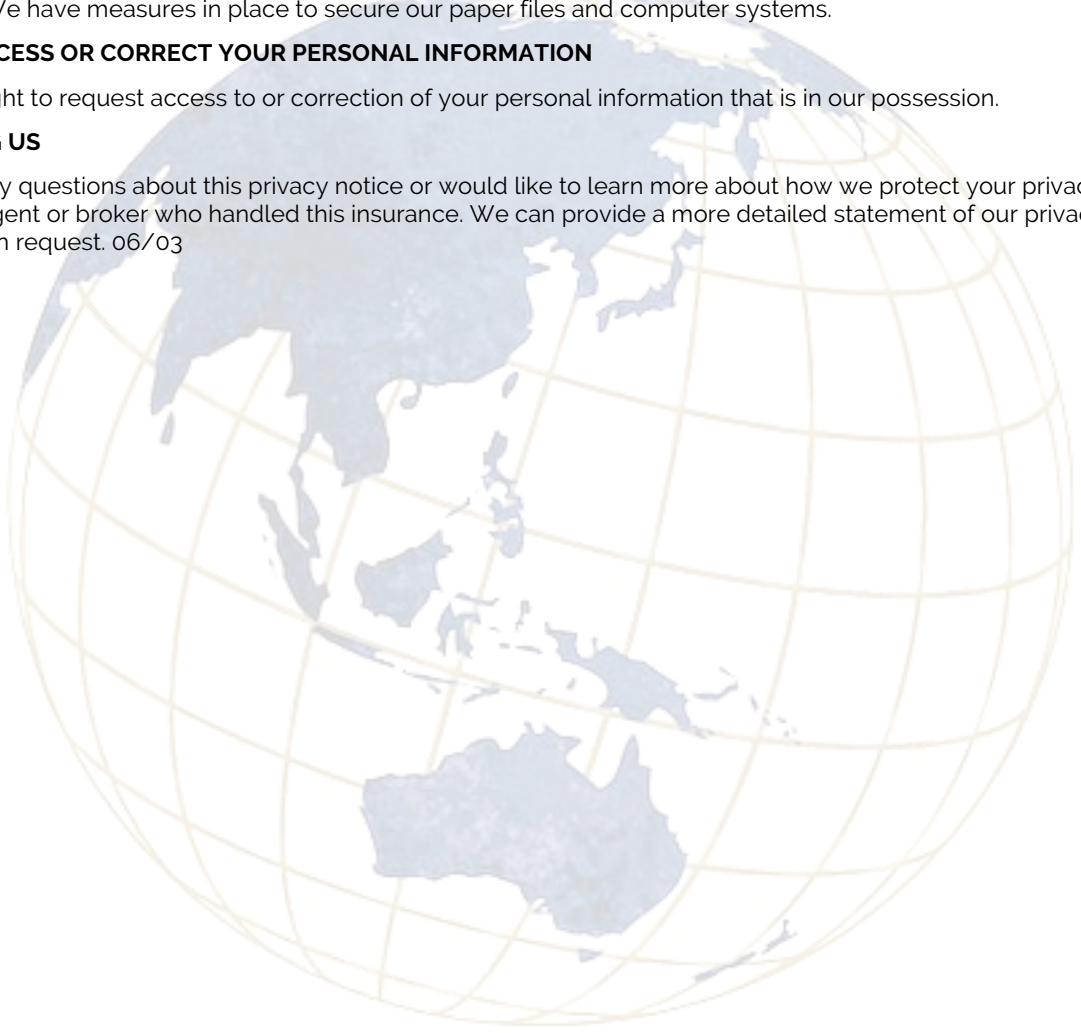 We have measures in place to secure our paper files and computer systems.
CESS OR CORRECT YOUR PERSONAL INFORMATION
ht to request access to or correction of your personal information that is in our possession.
US
y questions about this privacy notice or would like to learn more about how we protect your privac
gent or broker who handled this insurance. We can provide a more detailed statement of our privac
n request. 06/03